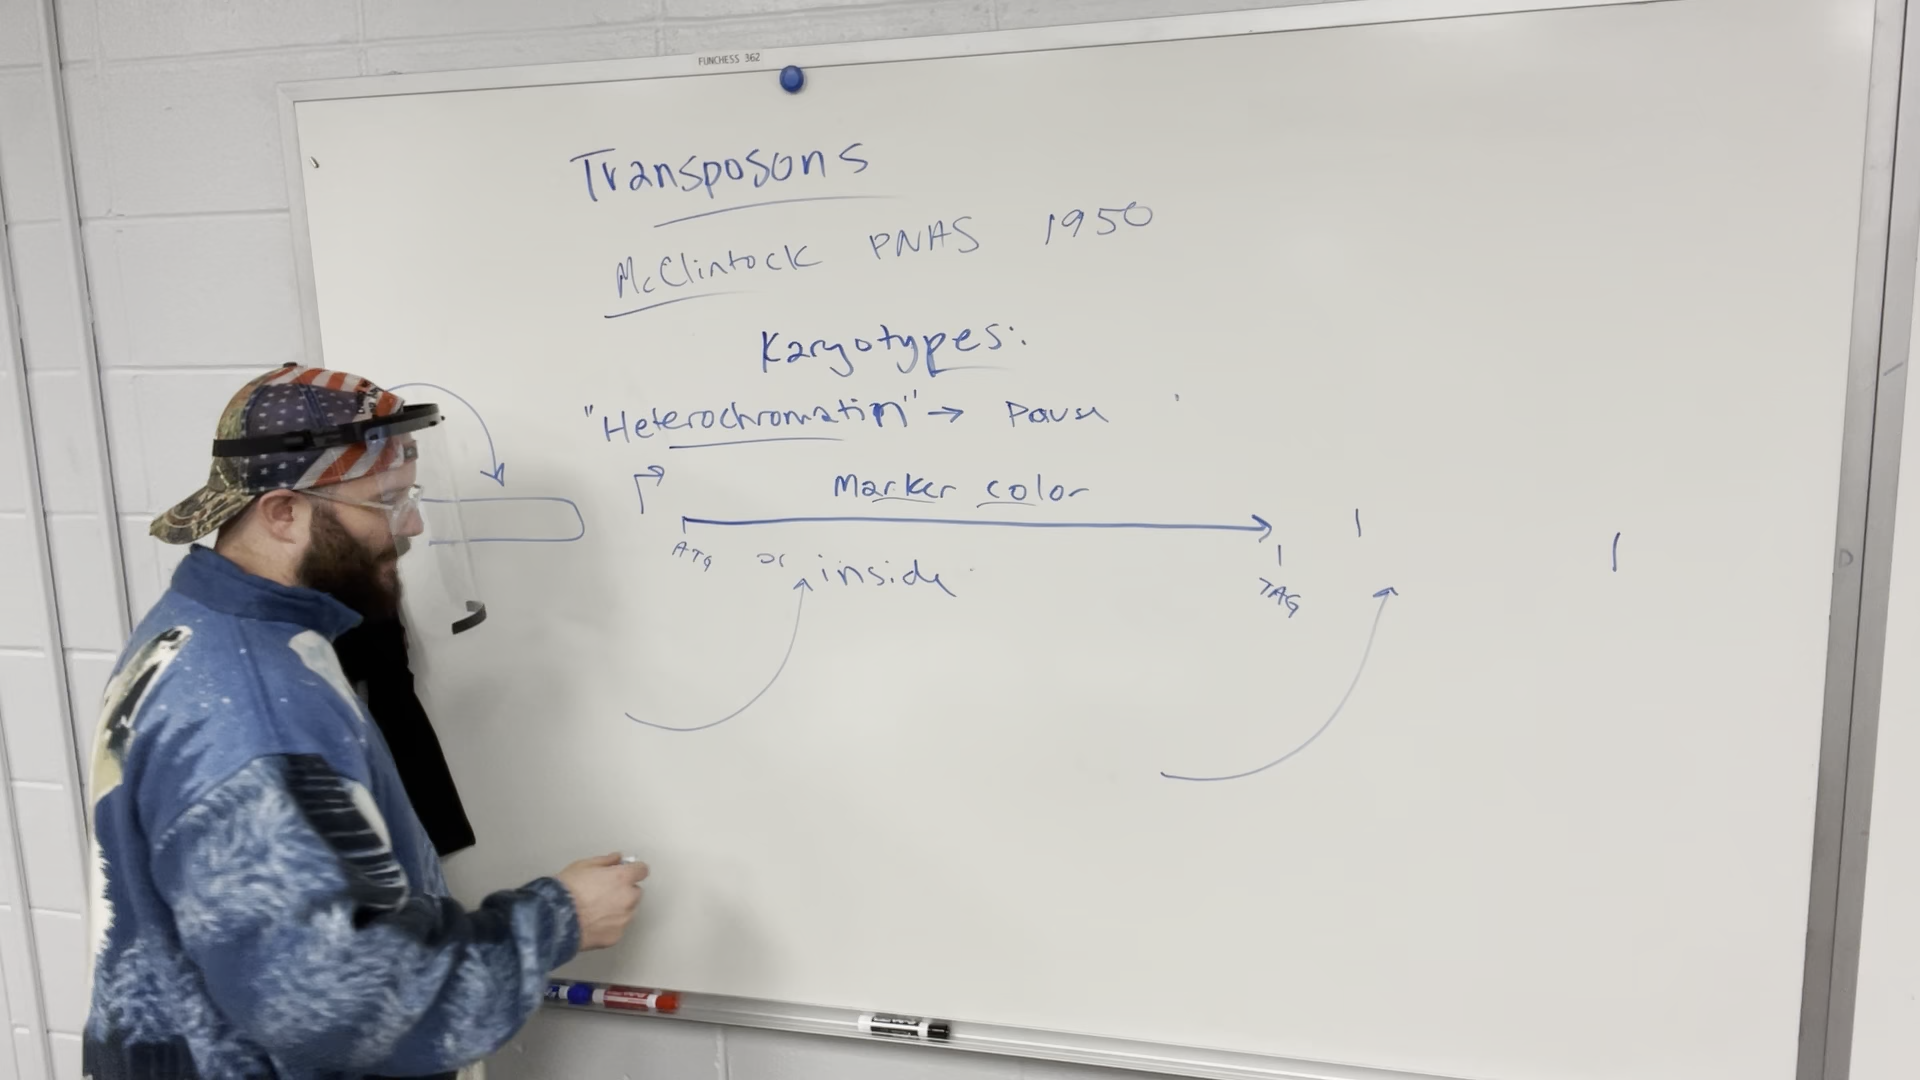 FUNCHESS 362
Transposons
McClintock PNAS 1950
Karyotypes:
"Heterochromatin" → Pause
Marker color
ATG or inside
TAG